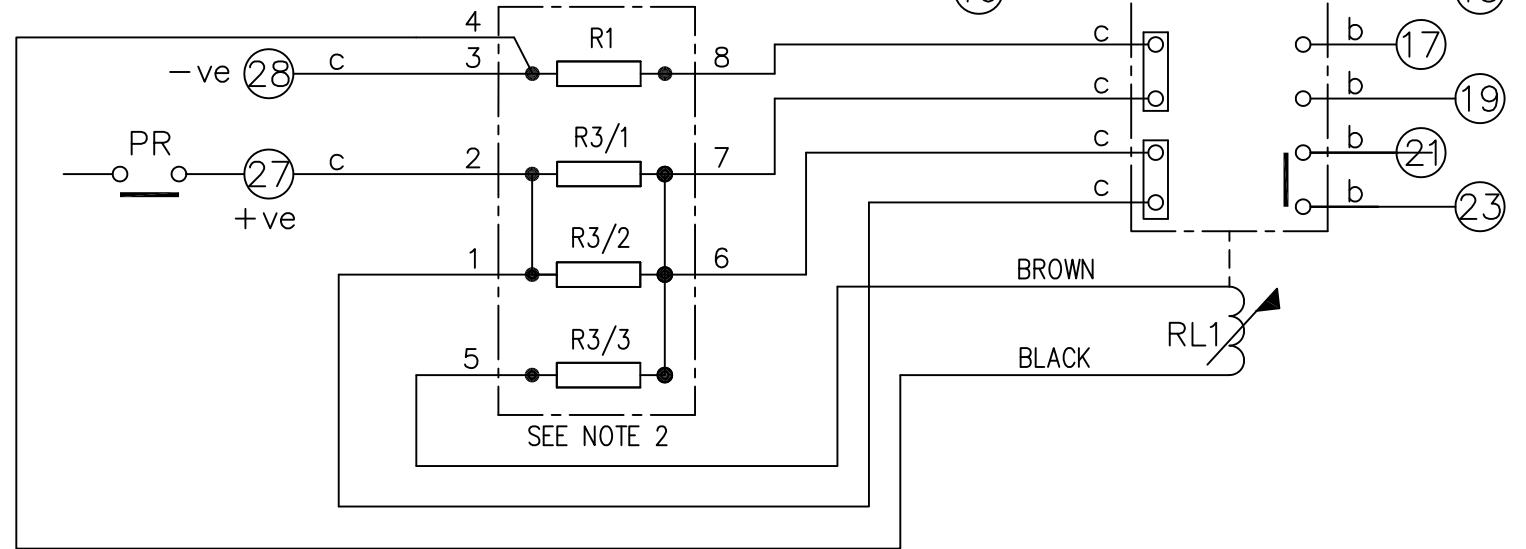 4
R1
c
b
17
-ve 28 c 3
8
c
b
19
PR
R3/1
c
b
21
27 c 2
7
+ve
c
b
23
R3/2
1
6
BROWN
R3/3
RL1
5
BLACK
SEE NOTE 2